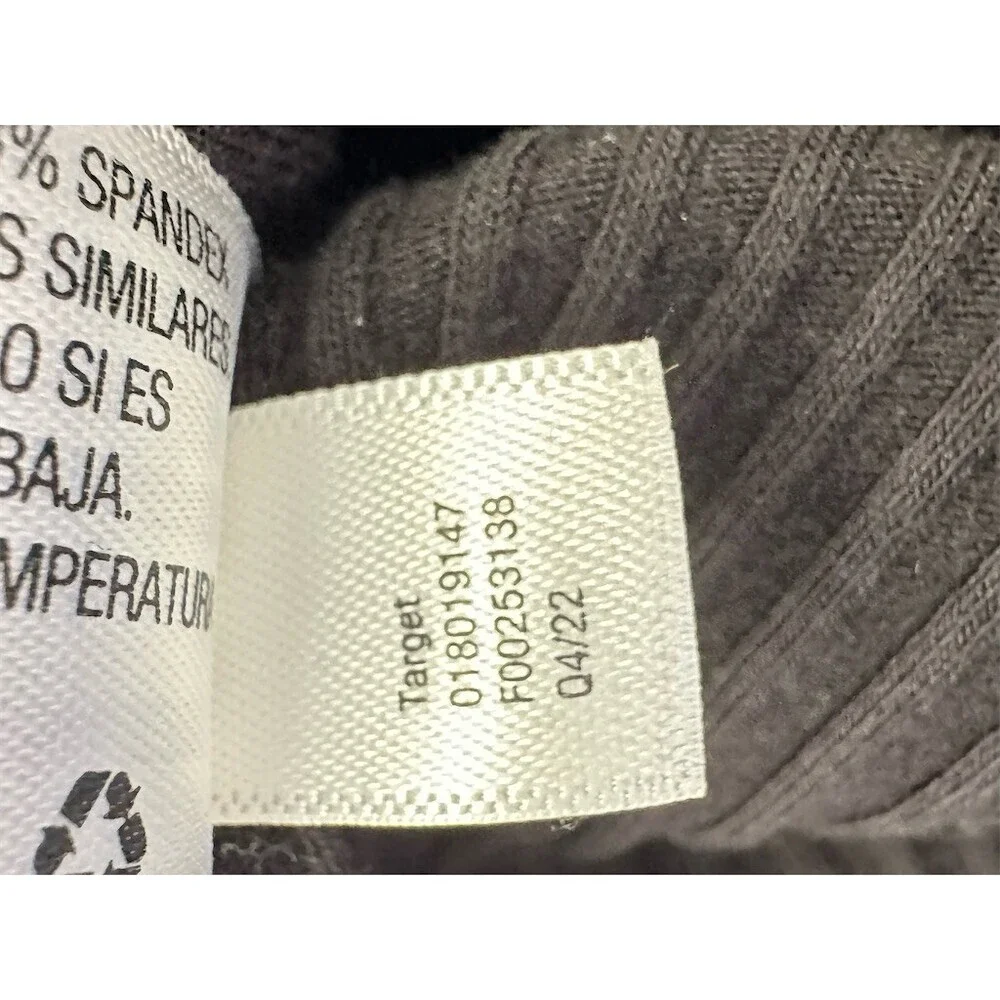 % SPANDEX
S SIMILARES
O SI ES
BAJA.
MPERATUR
Target
018019147
F00253138
Q4/22